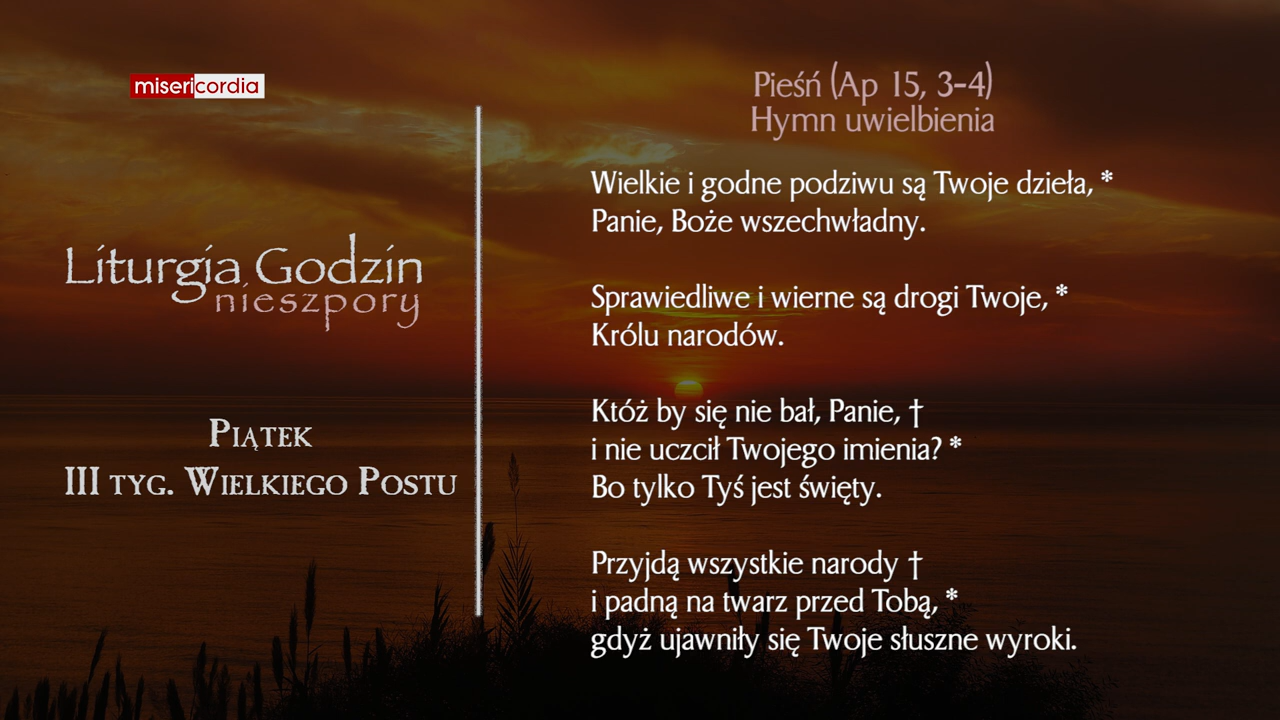 misericordia
Liturgia Godzin
nieszpory
Piątek
III tyg. Wielkiego Postu
Pieśń (Ap 15, 3-4)
Hymn uwielbienia
Wielkie i godne podziwu są Twoje dzieła, *
Panie, Boże wszechwładny.
Sprawiedliwe i wierne są drogi Twoje, *
Królu narodów.
Któż by się nie bał, Panie, †
i nie uczcił Twojego imienia? *
Bo tylko Tyś jest święty.
Przyjdą wszystkie narody †
i padną na twarz przed Tobą, *
gdyż ujawniły się Twoje słuszne wyroki.